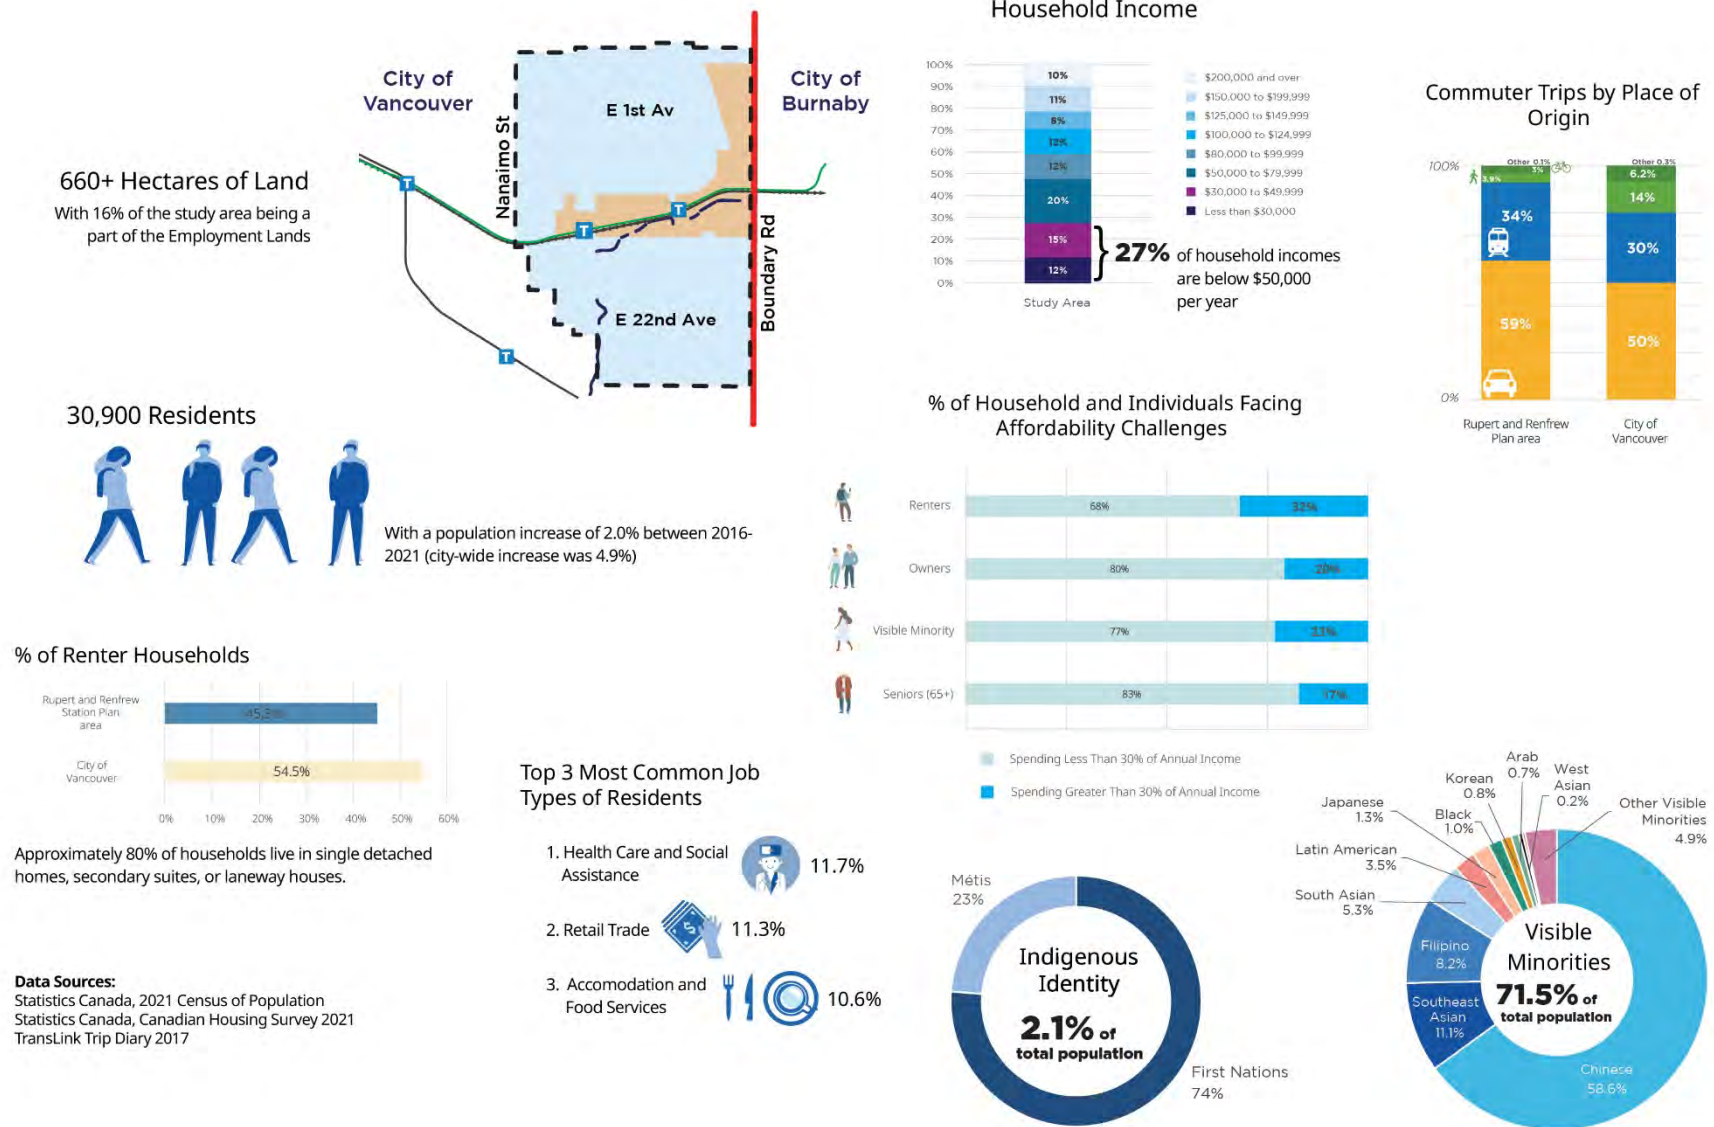 City of
Vancouver
City of
Burnaby
E 1st Av
Nanaimo St
T
T
T
T
E 22nd Ave
Boundary Rd
660+ Hectares of Land
With 16% of the study area being a
part of the Employment Lands
30,900 Residents
With a population increase of 2.0% between 2016-
2021 (city-wide increase was 4.9%)
% of Renter Households
Rupert and Renfrew
Station Plan
area
45.3%
City of
Vancouver
54.5%
0%
10%
20%
30%
40%
50%
60%
Approximately 80% of households live in single detached
homes, secondary suites, or laneway houses.
Data Sources:
Statistics Canada, 2021 Census of Population
Statistics Canada, Canadian Housing Survey 2021
TransLink Trip Diary 2017
Top 3 Most Common Job
Types of Residents
1. Health Care and Social
Assistance
11.7%
2. Retail Trade
$
11.3%
3. Accomodation and
Food Services
10.6%
Household Income
100%
90%
80%
70%
60%
50%
40%
30%
20%
10%
0%
10%
11%
8%
12%
12%
20%
15%
12%
Study Area
$200,000 and over
$150,000 to $199,999
$125,000 to $149,999
$100,000 to $124,999
$80,000 to $99,999
$50,000 to $79,999
$30,000 to $49,999
Less than $30,000
27% of household incomes
are below $50,000
per year
Commuter Trips by Place of
Origin
100%
0%
Other 0.1%
3%
3.9%
34%
59%
Rupert and Renfrew
Plan area
Other 0.3%
6.2%
14%
30%
50%
City of
Vancouver
% of Household and Individuals Facing
Affordability Challenges
Renters
68%
32%
Owners
80%
20%
Visible Minority
77%
23%
Seniors (65+)
83%
17%
Spending Less Than 30% of Annual Income
Spending Greater Than 30% of Annual Income
Métis
23%
Indigenous
Identity
2.1% of
total population
First Nations
74%
Arab
0.7%
West
Asian
0.2%
Korean
0.8%
Other Visible
Minorities
4.9%
Japanese
1.3%
Black
1.0%
Latin American
3.5%
South Asian
5.3%
Filipino
8.2%
Southeast
Asian
11.1%
Visible
Minorities
71.5% of
total population
Chinese
58.6%